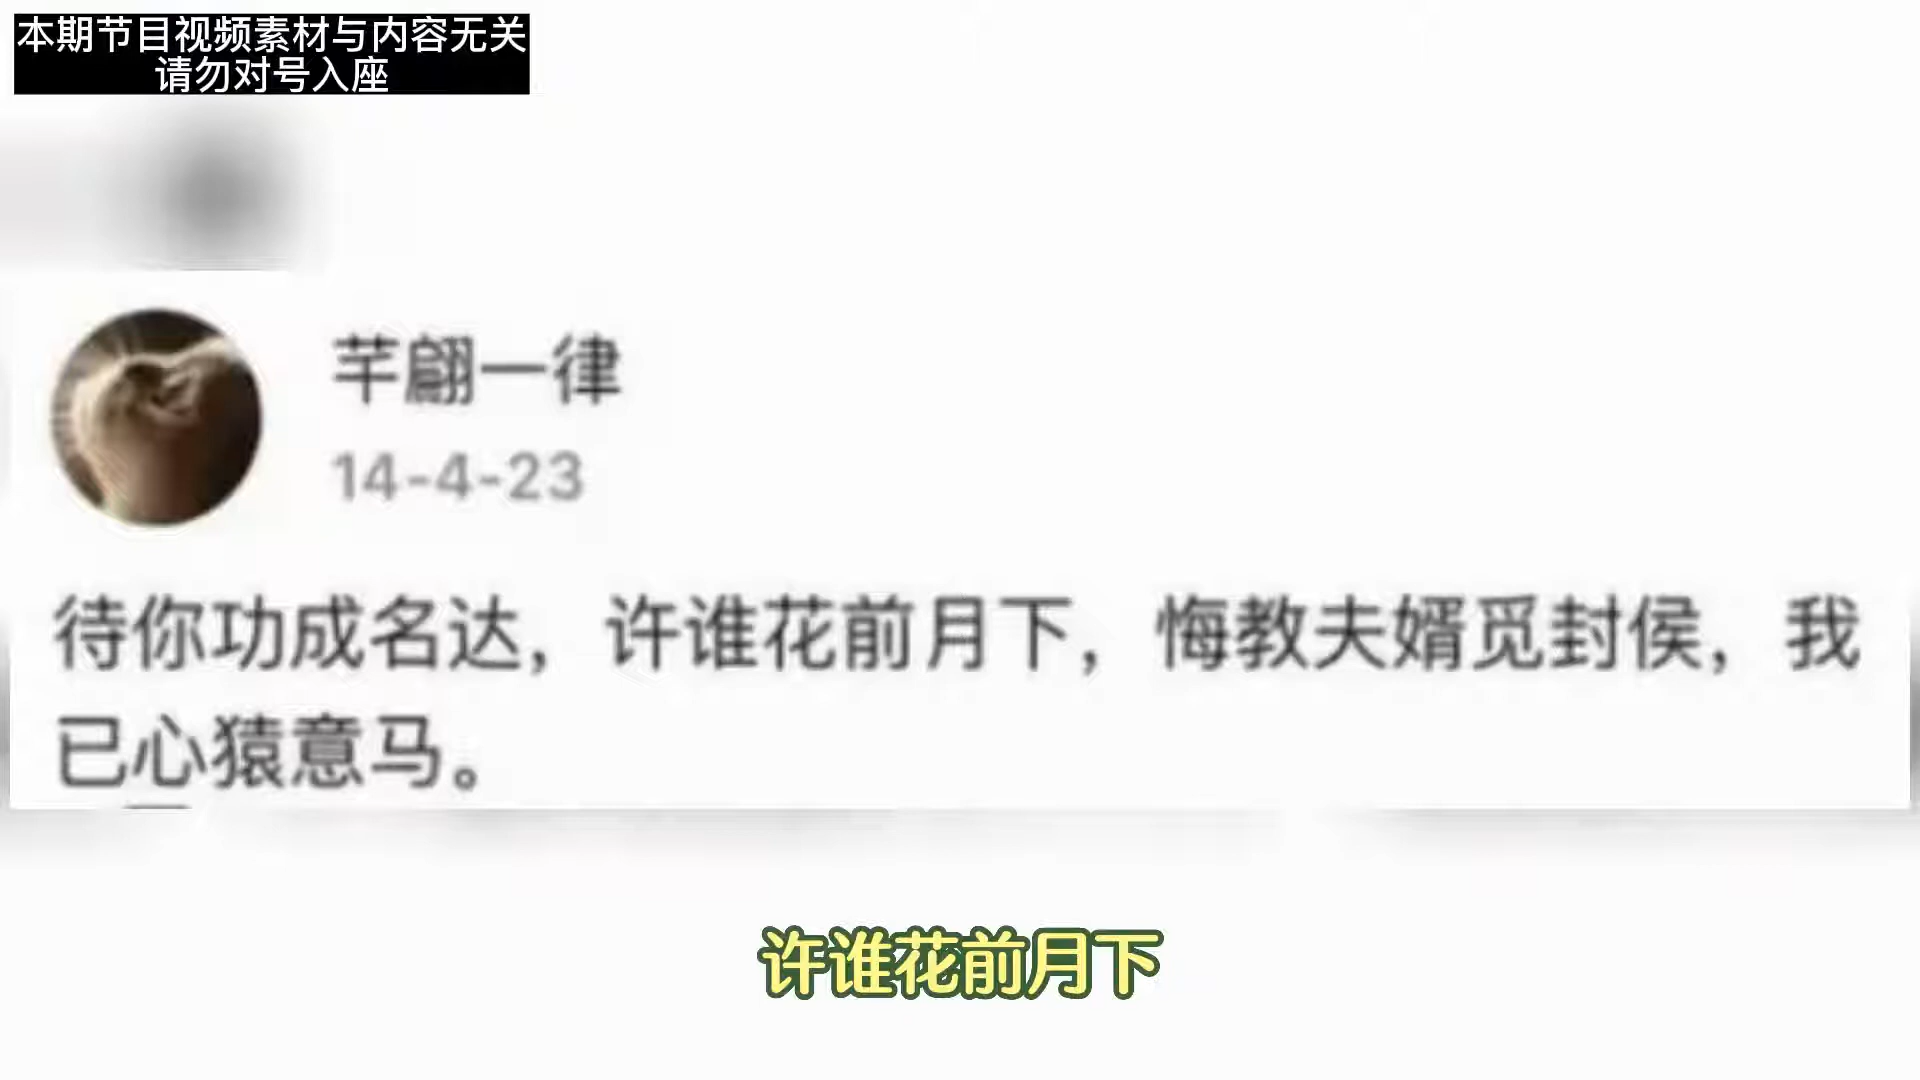 本期节目视频素材与内容无关
请勿对号入座
芊翩一律
14-4-23
待你功成名达，许谁花前月下，悔教夫婿觅封侯，我
已心猿意马。
许谁花前月下